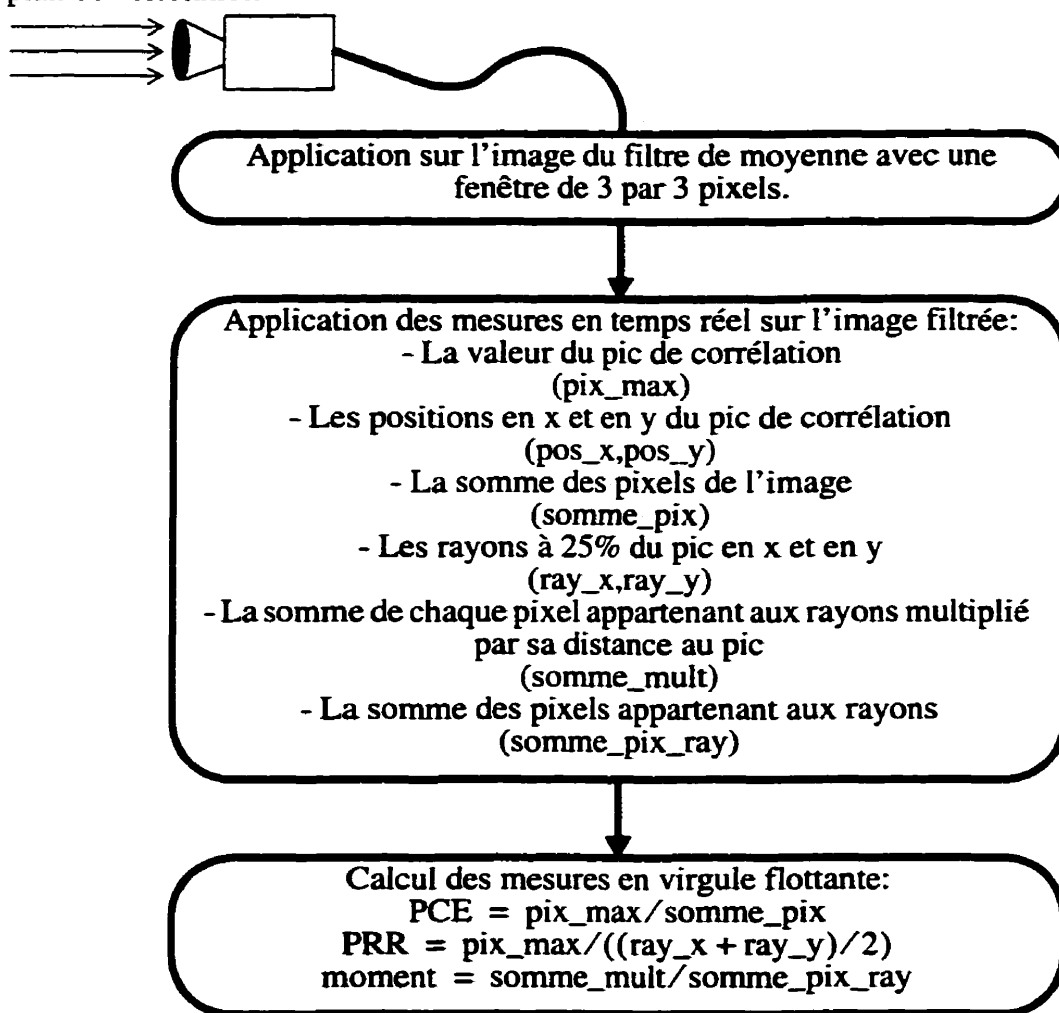 Application sur l'image du filtre de moyenne avec une
fenêtre de 3 par 3 pixels.
Application des mesures en temps réel sur l'image filtrée:
- La valeur du pic de corrélation
(pix_max)
- Les positions en x et en y du pic de corrélation
(pos_x,pos_y)
- La somme des pixels de l'image
(somme_pix)
- Les rayons à 25% du pic en x et en y
(ray_x,ray_y)
- La somme de chaque pixel appartenant aux rayons multiplié
par sa distance au pic
(somme_mult)
- La somme des pixels appartenant aux rayons
(somme_pix_ray)
Calcul des mesures en virgule flottante:
PCE = pix_max/somme_pix
PRR = pix_max/((ray_x + ray_y)/2)
moment = somme_mult/somme_pix_ray